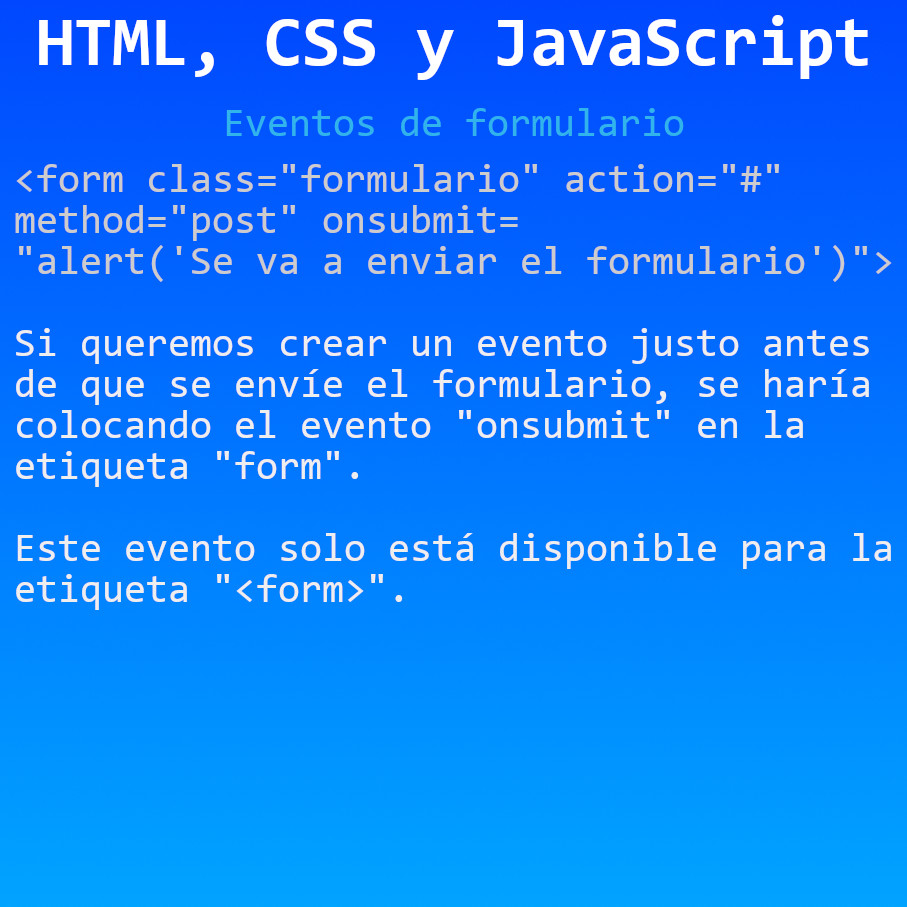 HTML, CSS y JavaScript
Eventos de formulario
<form class="formulario" action="#"
method="post" onsubmit=
"alert('Se va a enviar el formulario')">
Si queremos crear un evento justo antes
de que se envíe el formulario, se haría
colocando el evento "onsubmit" en la
etiqueta "form".
Este evento solo está disponible para la
etiqueta "<form>".